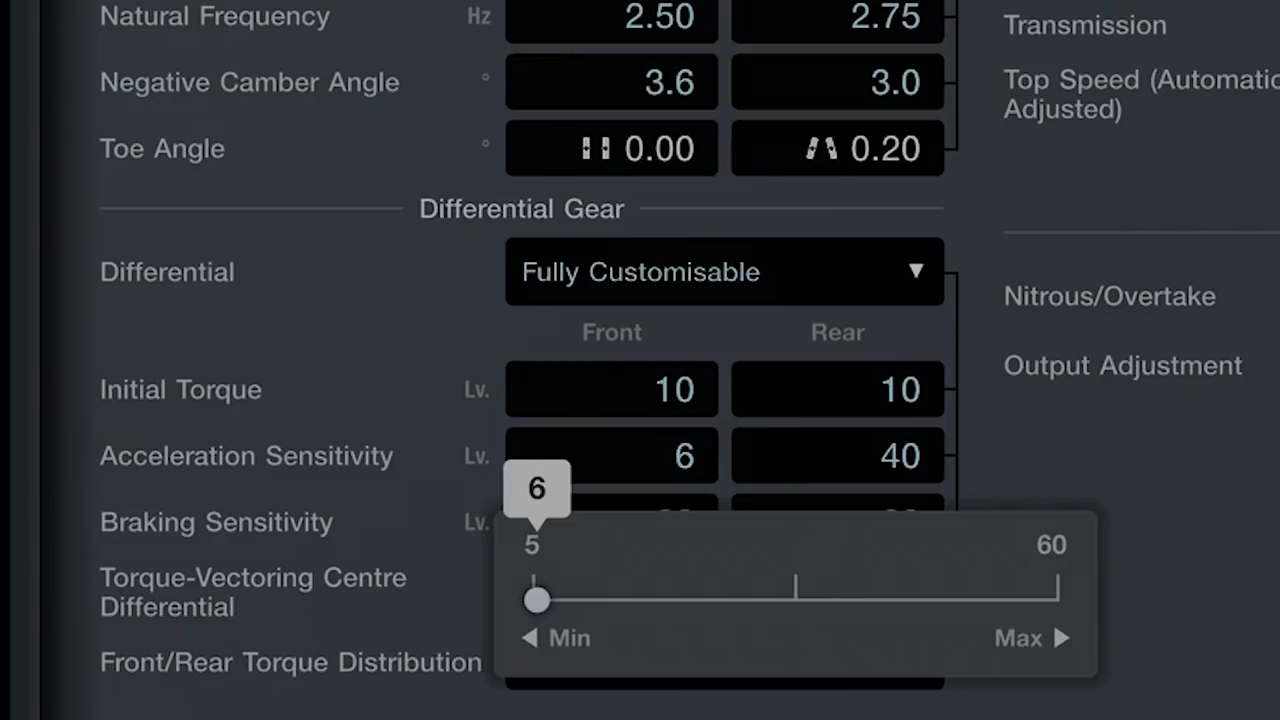 Natural Frequency Hz 2.50 2.75
Negative Camber Angle ° 3.6 3.0
Toe Angle ° 0.00 0.20
Differential Gear
Differential Fully Customisable ▼
Front Rear
Initial Torque Lv. 10 10
Acceleration Sensitivity Lv. 6 40
6
Braking Sensitivity Lv.
5 60
Torque-Vectoring Centre
Differential
◀ Min Max ▶
Front/Rear Torque Distribution
Transmission
Top Speed (Automatic
Adjusted)
Nitrous/Overtake
Output Adjustment